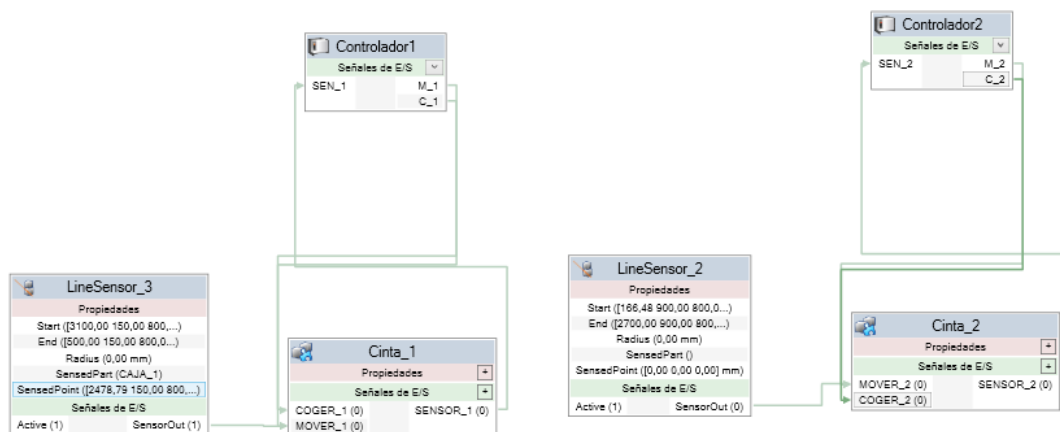 Controlador1
Señales de E/S
SEN_1 M_1
C_1
LineSensor_3
Propiedades
Start ([3100,00 150,00 800,...)
End ([500,00 150,00 800,0...)
Radius (0,00 mm)
SensedPart (CAJA_1)
SensedPoint ([2478,79 150,00 800,...)
Señales de E/S
Active (1) SensorOut (1)
Cinta_1
Propiedades +
Señales de E/S +
COGER_1 (0) SENSOR_1 (0)
MOVER_1 (0)
Controlador2
Señales de E/S
SEN_2 M_2
C_2
LineSensor_2
Propiedades
Start ([166,48 900,00 800,0...)
End ([2700,00 900,00 800,...)
Radius (0,00 mm)
SensedPart ()
SensedPoint ([0,00 0,00 0,00] mm)
Señales de E/S
Active (1) SensorOut (0)
Cinta_2
Propiedades +
Señales de E/S +
MOVER_2 (0) SENSOR_2 (0)
COGER_2 (0)